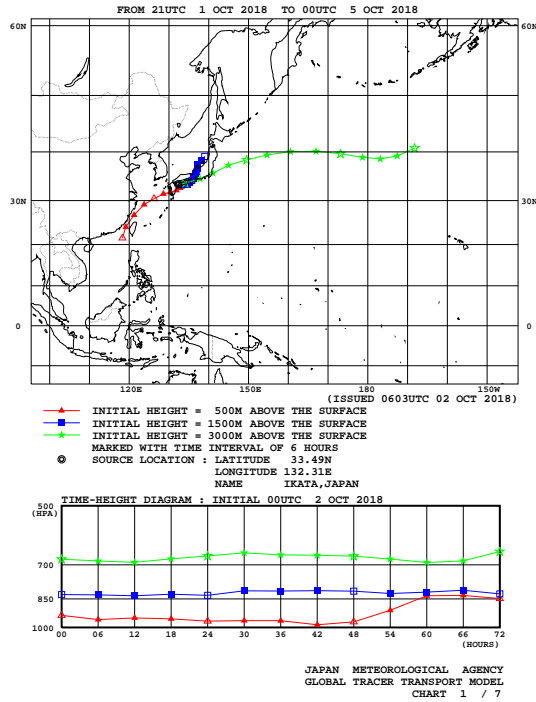 FROM 21UTC 1 OCT 2018 TO 00UTC 5 OCT 2018
60N 60N
30N 30N
0 0
120E 150E 180 150W
(ISSUED 0603UTC 02 OCT 2018)
INITIAL HEIGHT = 500M ABOVE THE SURFACE
INITIAL HEIGHT = 1500M ABOVE THE SURFACE
INITIAL HEIGHT = 3000M ABOVE THE SURFACE
MARKED WITH TIME INTERVAL OF 6 HOURS
SOURCE LOCATION : LATITUDE 33.49N
LONGITUDE 132.31E
NAME IKATA,JAPAN
TIME-HEIGHT DIAGRAM : INITIAL 00UTC 2 OCT 2018
500
(HPA)
700
850
1000
00 06 12 18 24 30 36 42 48 54 60 66 72
(HOURS)
JAPAN METEOROLOGICAL AGENCY
GLOBAL TRACER TRANSPORT MODEL
CHART 1 / 7